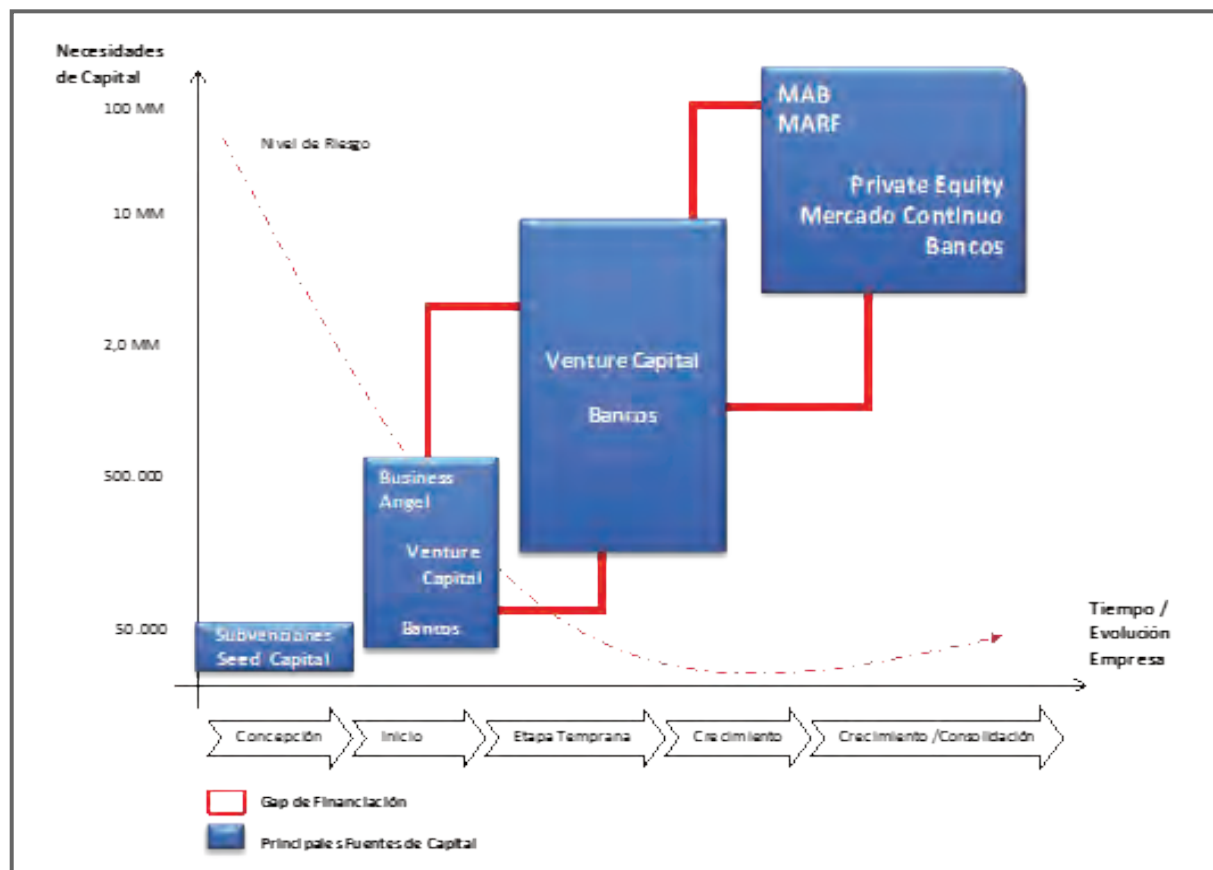 Necesidades
de Capital
100 MM
Nivel de Riesgo
10 MM
2,0 MM
500.000
50.000
MAB
MARF
Private Equity
Mercado Continuo
Bancos
Venture Capital
Bancos
Business
Angel
Venture
Capital
Bancos
Subvenciones
Seed Capital
Tiempo /
Evolución
Empresa
Concepción
Inicio
Etapa Temprana
Crecimiento
Crecimiento /Consolidación
Gap de Financiación
Principales Fuentes de Capital